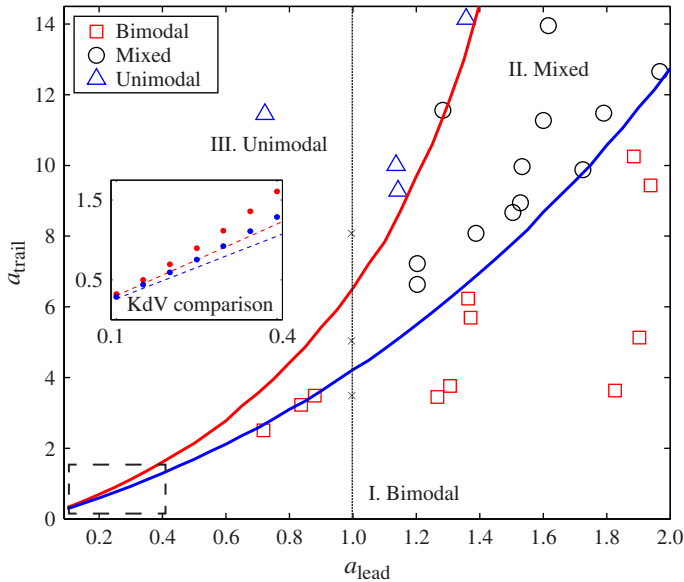 14
12
10
8
6
4
2
0
a_trail
Bimodal
Mixed
Unimodal
II. Mixed
III. Unimodal
I. Bimodal
1.5
0.5
KdV comparison
0.1
0.4
0.2
0.4
0.6
0.8
1.0
1.2
1.4
1.6
1.8
2.0
a_lead